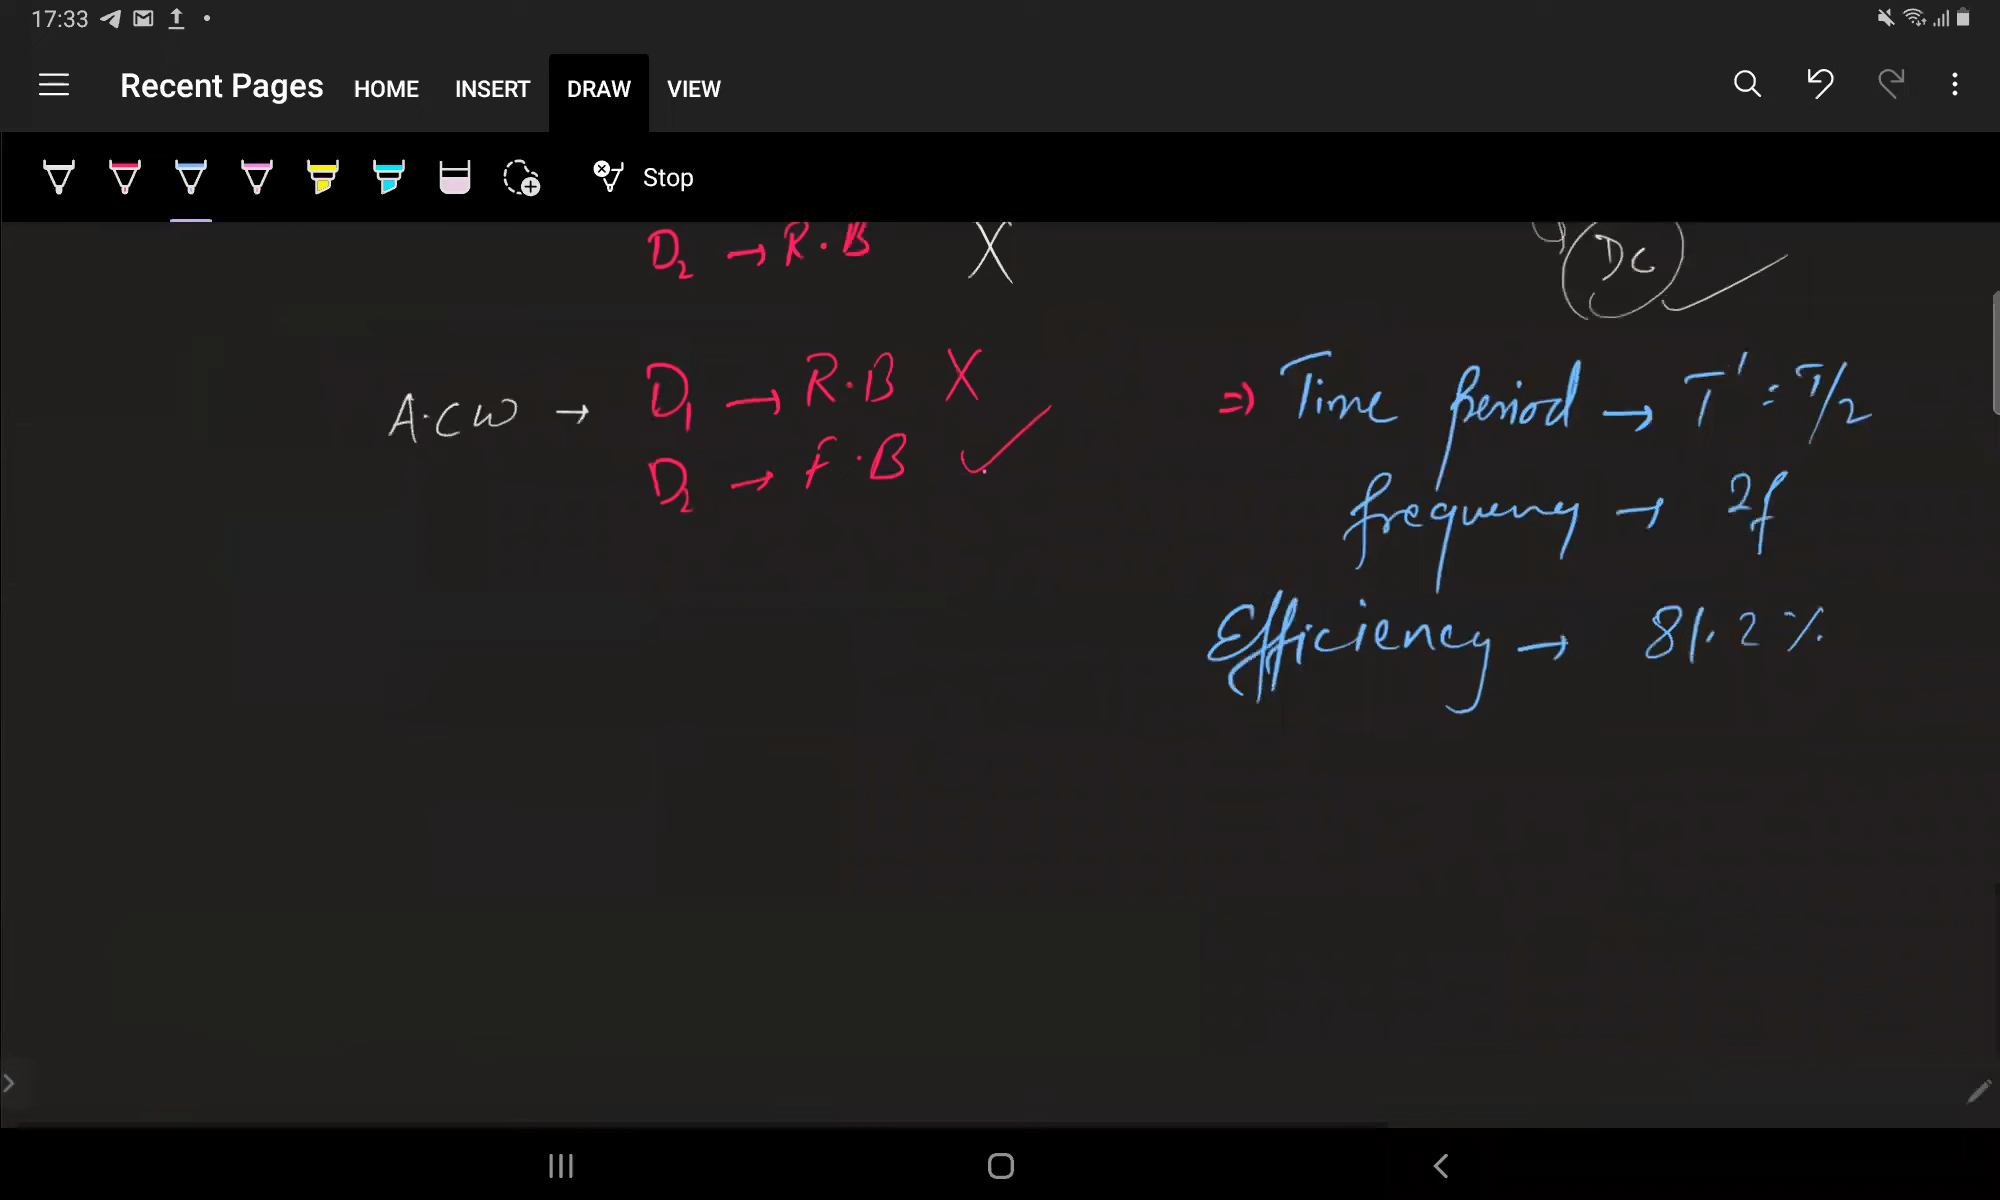 17:33
Recent Pages HOME INSERT DRAW VIEW
Stop
D2 → R.B X
DC
A.CW → D1 → R.B X
D2 → F.B ✓
⇒ Time Period → T' = T/2
frequency → 2f
Efficiency → 81.2 %